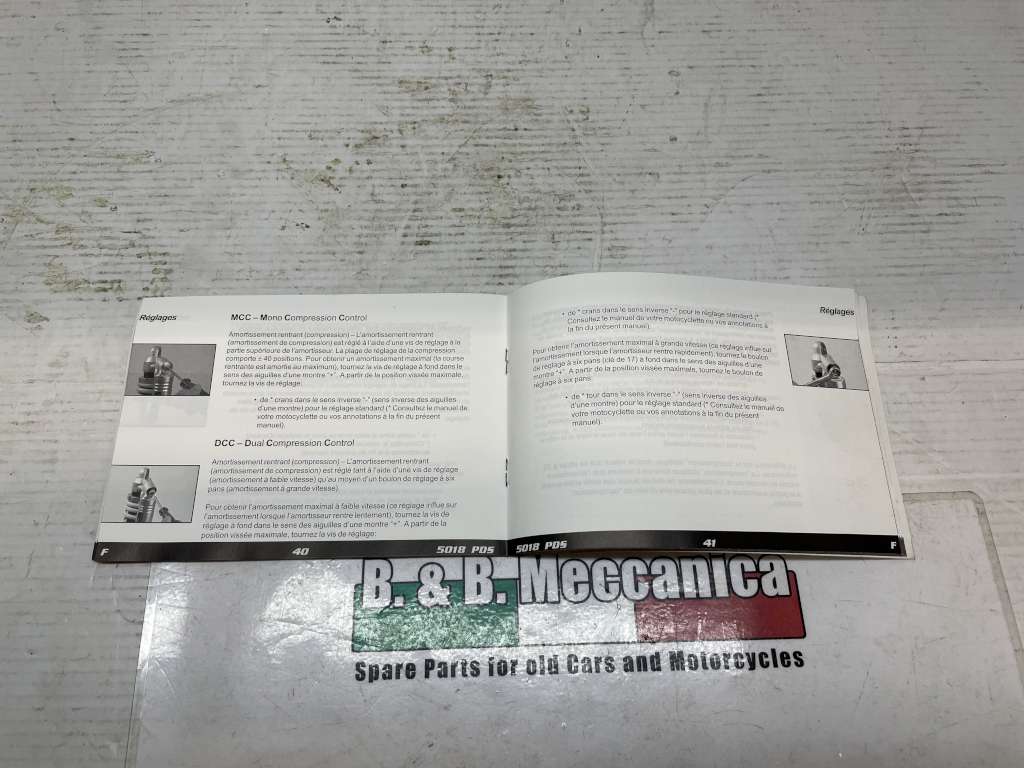 Réglages
MCC – Mono Compression Control
Amortissement rentrant (compression) – L'amortissement rentrant
(amortissement de compression) est réglé à l'aide d'une vis de réglage à la
partie supérieure de l'amortisseur. La plage de réglage de la compression
comporte ± 40 positions. Pour obtenir un amortissement maximal (la course
rentrante est amortie au maximum), tournez la vis de réglage à fond dans le
sens des aiguilles d'une montre "+". A partir de la position vissée maximale,
tournez la vis de réglage:
• de * crans dans le sens inverse "-" (sens inverse des aiguilles
d'une montre) pour le réglage standard (* Consultez le manuel de
votre motocyclette ou vos annotations à la fin du présent
manuel).
DCC – Dual Compression Control
Amortissement rentrant (compression) – L'amortissement rentrant
(amortissement de compression) est réglé tant à l'aide d'une vis de réglage
(amortissement à faible vitesse) qu'au moyen d'un boulon de réglage à six
pans (amortissement à grande vitesse).
Pour obtenir l'amortissement maximal à faible vitesse (ce réglage influe sur
l'amortissement lorsque l'amortisseur rentre lentement), tournez la vis de
réglage à fond dans le sens des aiguilles d'une montre "+". A partir de la
position vissée maximale, tournez la vis de réglage:
F 40 5018 PDS
Réglages
• de * crans dans le sens inverse "-" pour le réglage standard (*
Consultez le manuel de votre motocyclette ou vos annotations à
la fin du présent manuel).
Pour obtenir l'amortissement maximal à grande vitesse (ce réglage influe sur
l'amortissement lorsque l'amortisseur rentre rapidement), tournez le boulon
de réglage à six pans (clé de 17) à fond dans le sens des aiguilles d'une
montre "+". A partir de la position vissée maximale, tournez le boulon de
réglage à six pans:
• de * tour dans le sens inverse "-" (sens inverse des aiguilles
d'une montre) pour le réglage standard (* Consultez le manuel de
votre motocyclette ou vos annotations à la fin du présent
manuel).
5018 PDS 41 F
B. & B. Meccanica
Spare Parts for old Cars and Motorcycles